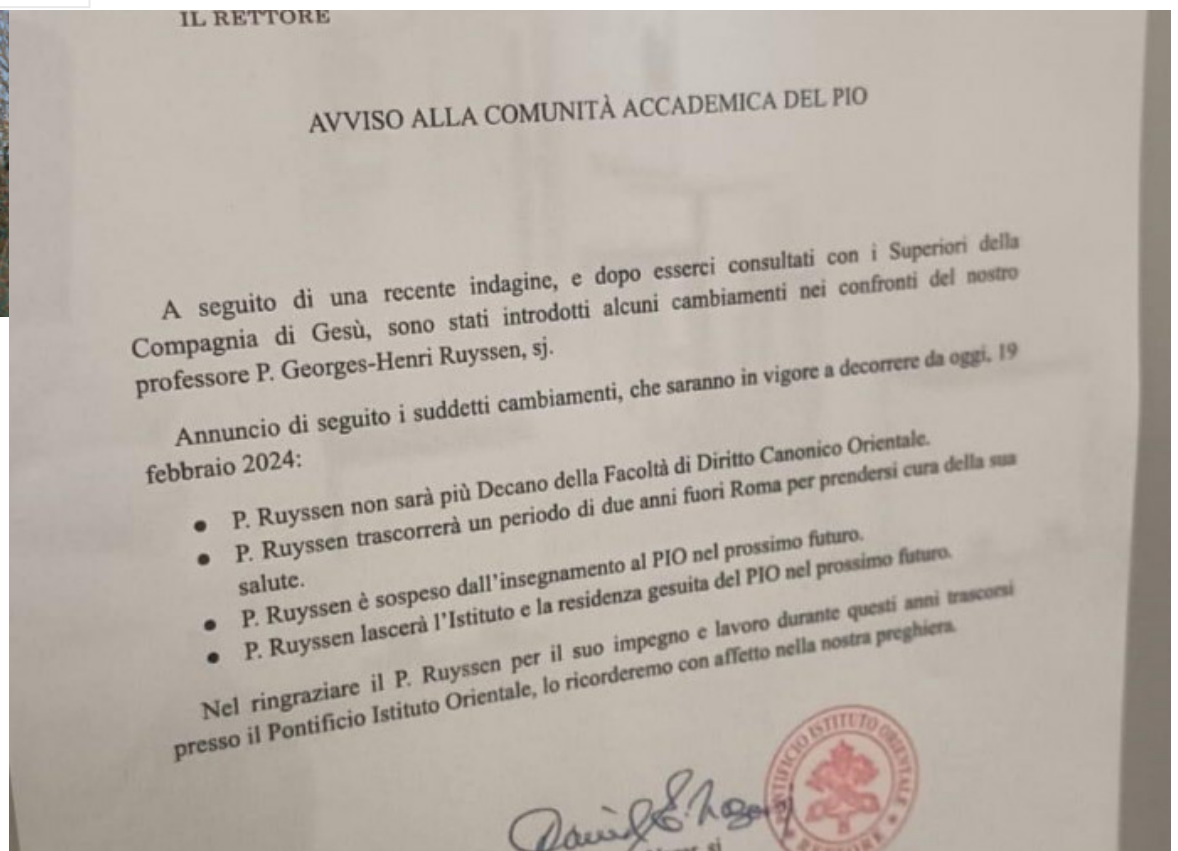 IL RETTORE
AVVISO ALLA COMUNITÀ ACCADEMICA DEL PIO
A seguito di una recente indagine, e dopo esserci consultati con i Superiori della
Compagnia di Gesù, sono stati introdotti alcuni cambiamenti nei confronti del nostro
professore P. Georges-Henri Ruyssen, sj.
Annuncio di seguito i suddetti cambiamenti, che saranno in vigore a decorrere da oggi, 19
febbraio 2024:
• P. Ruyssen non sarà più Decano della Facoltà di Diritto Canonico Orientale.
• P. Ruyssen trascorrerà un periodo di due anni fuori Roma per prendersi cura della sua
salute.
• P. Ruyssen è sospeso dall’insegnamento al PIO nel prossimo futuro.
• P. Ruyssen lascerà l’Istituto e la residenza gesuita del PIO nel prossimo futuro.
Nel ringraziare il P. Ruyssen per il suo impegno e lavoro durante questi anni trascorsi
presso il Pontificio Istituto Orientale, lo ricorderemo con affetto nella nostra preghiera.
PONTIFICIO ISTITUTO ORIENTALE
RETTORE